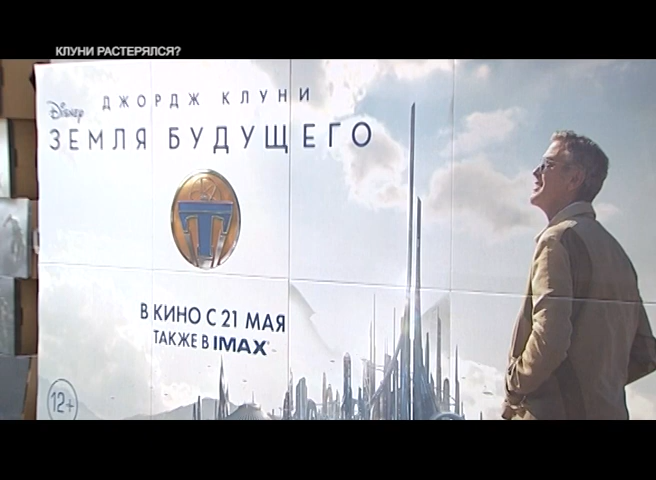 КЛУНИ РАСТЕРЯЛСЯ?
Disney ДЖОРДЖ КЛУНИ
ЗЕМЛЯ БУДУЩЕГО
T
В КИНО С 21 МАЯ
ТАКЖЕ В IMAX
12+